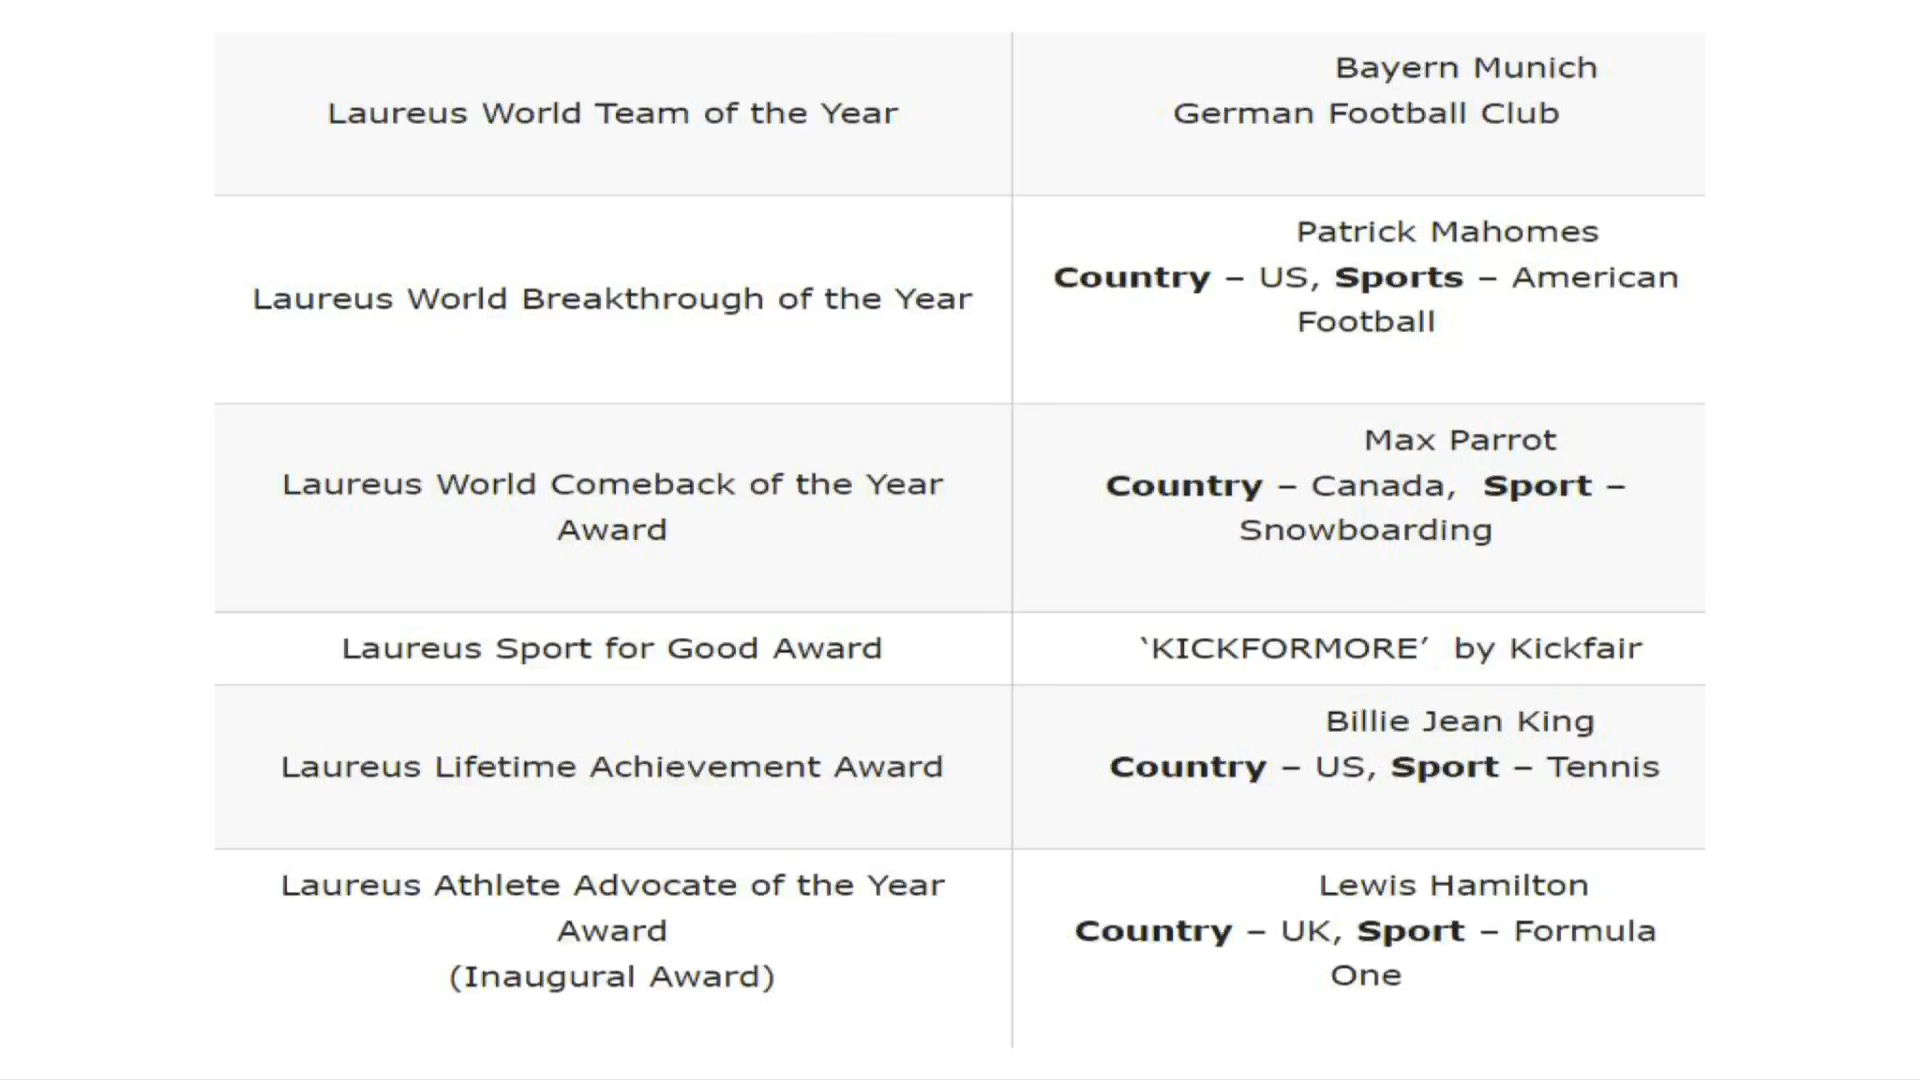 Laureus World Team of the Year
Bayern Munich
German Football Club
Laureus World Breakthrough of the Year
Patrick Mahomes
Country – US, Sports – American
Football
Laureus World Comeback of the Year
Award
Max Parrot
Country – Canada, Sport –
Snowboarding
Laureus Sport for Good Award
‘KICKFORMORE’ by Kickfair
Laureus Lifetime Achievement Award
Billie Jean King
Country – US, Sport – Tennis
Laureus Athlete Advocate of the Year
Award
(Inaugural Award)
Lewis Hamilton
Country – UK, Sport – Formula
One